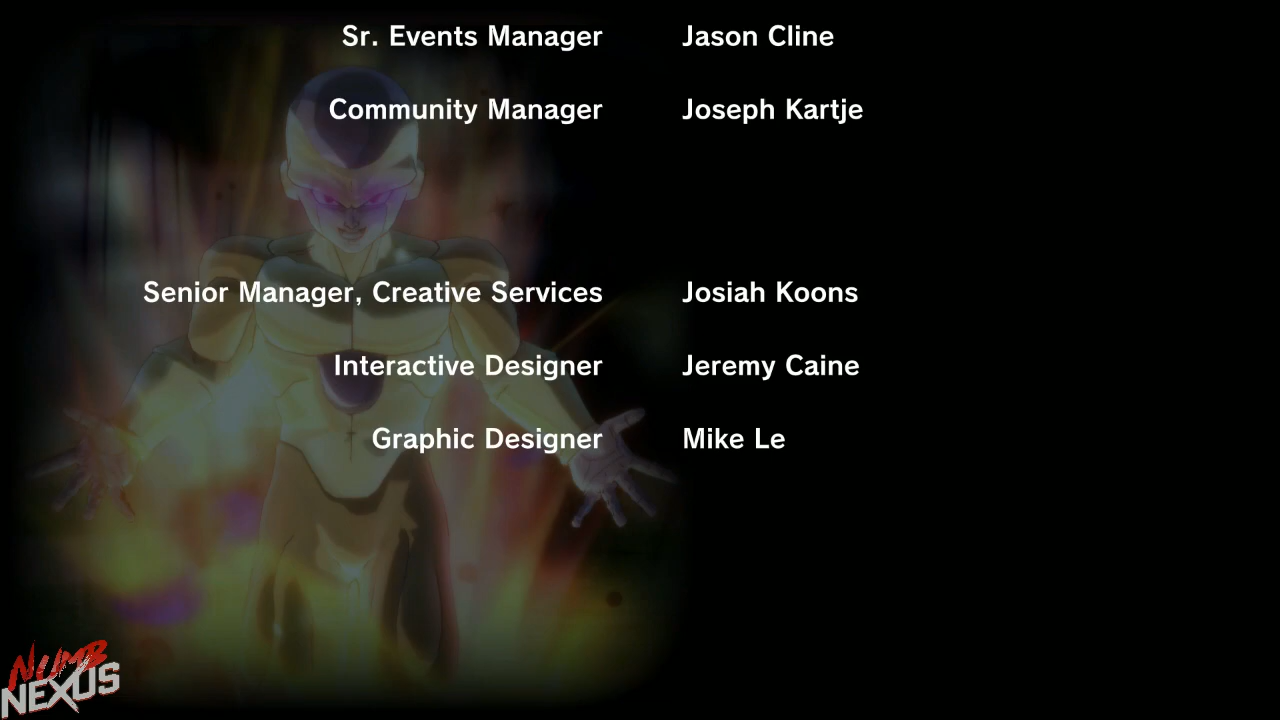 Sr. Events Manager Jason Cline
Community Manager Joseph Kartje
Senior Manager, Creative Services Josiah Koons
Interactive Designer Jeremy Caine
Graphic Designer Mike Le
NUMB
NEXUS